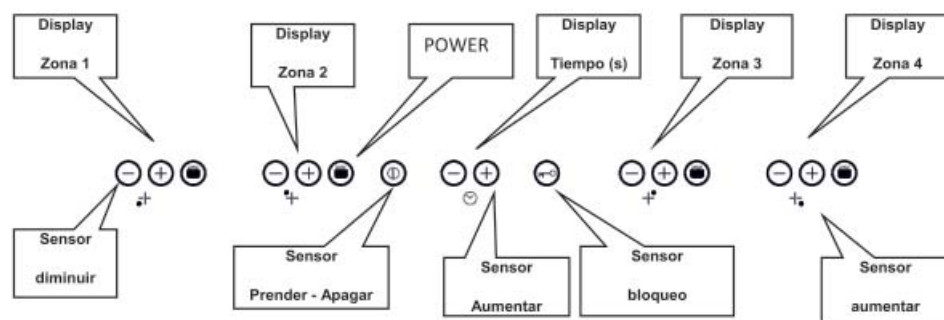 Display
Zona 1
Display
Zona 2
POWER
Display
Tiempo (s)
Display
Zona 3
Display
Zona 4
Sensor
diminuir
Sensor
Prender - Apagar
Sensor
Aumentar
Sensor
bloqueo
Sensor
aumentar